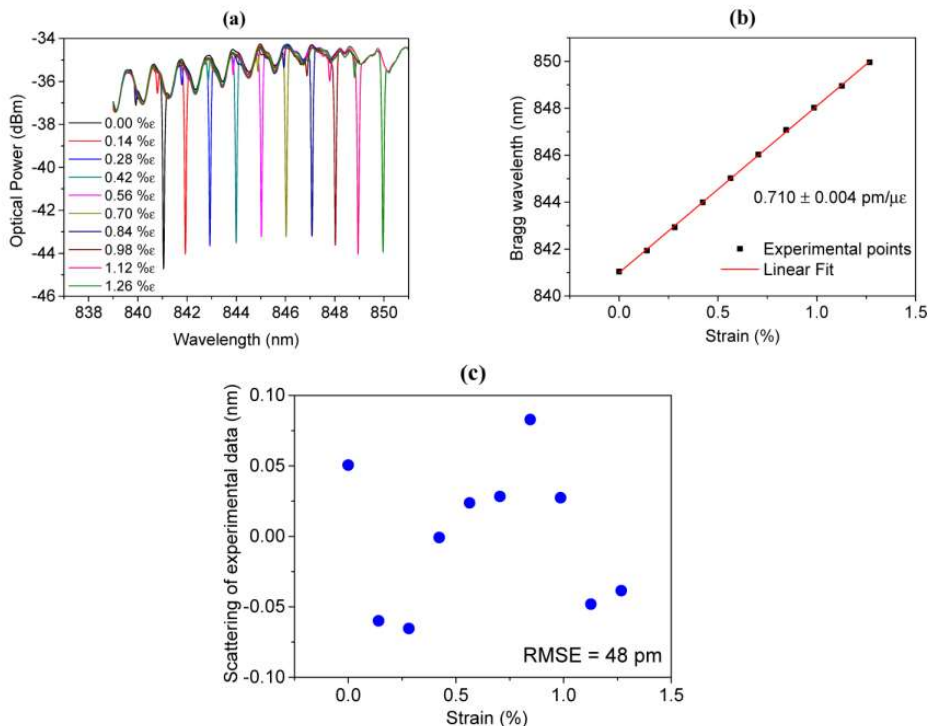 (a)
-34
-36
-38
-40
-42
-44
-46
Optical Power (dBm)
0.00 %ε
0.14 %ε
0.28 %ε
0.42 %ε
0.56 %ε
0.70 %ε
0.84 %ε
0.98 %ε
1.12 %ε
1.26 %ε
838 840 842 844 846 848 850
Wavelength (nm)
(b)
850
848
846
844
842
840
Bragg wavelenth (nm)
0.710 ± 0.004 pm/με
Experimental points
Linear Fit
0.0 0.5 1.0 1.5
Strain (%)
(c)
0.10
0.05
0.00
-0.05
-0.10
Scattering of experimental data (nm)
RMSE = 48 pm
0.0 0.5 1.0 1.5
Strain (%)